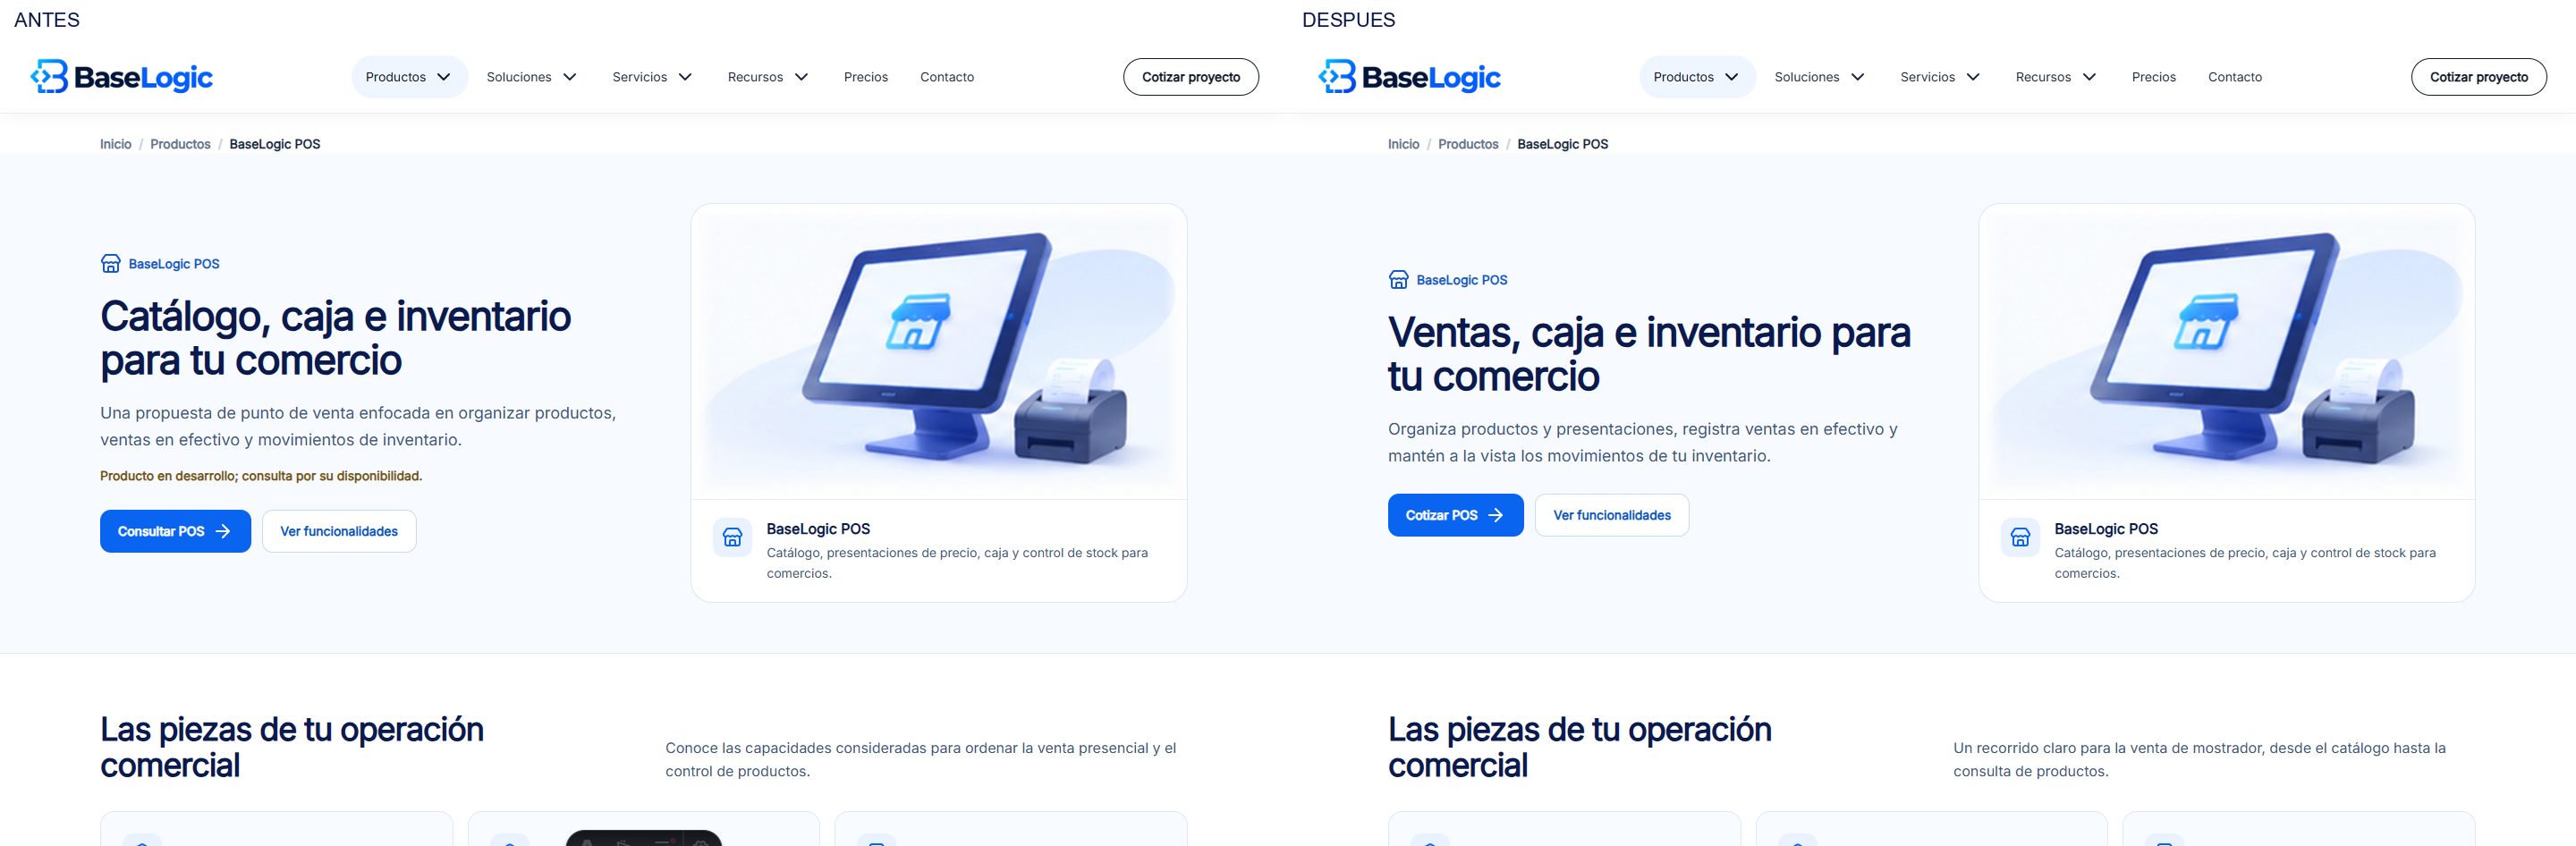 ANTES
BaseLogic
Productos
Soluciones
Servicios
Recursos
Precios
Contacto
Cotizar proyecto
Inicio / Productos / BaseLogic POS
BaseLogic POS
Catálogo, caja e inventario
para tu comercio
Una propuesta de punto de venta enfocada en organizar productos,
ventas en efectivo y movimientos de inventario.
Producto en desarrollo; consulta por su disponibilidad.
Consultar POS
Ver funcionalidades
BaseLogic POS
Catálogo, presentaciones de precio, caja y control de stock para
comercios.
Las piezas de tu operación
comercial
Conoce las capacidades consideradas para ordenar la venta presencial y el
control de productos.
DESPUES
BaseLogic
Productos
Soluciones
Servicios
Recursos
Precios
Contacto
Cotizar proyecto
Inicio / Productos / BaseLogic POS
BaseLogic POS
Ventas, caja e inventario para
tu comercio
Organiza productos y presentaciones, registra ventas en efectivo y
mantén a la vista los movimientos de tu inventario.
Cotizar POS
Ver funcionalidades
BaseLogic POS
Catálogo, presentaciones de precio, caja y control de stock para
comercios.
Las piezas de tu operación
comercial
Un recorrido claro para la venta de mostrador, desde el catálogo hasta la
consulta de productos.